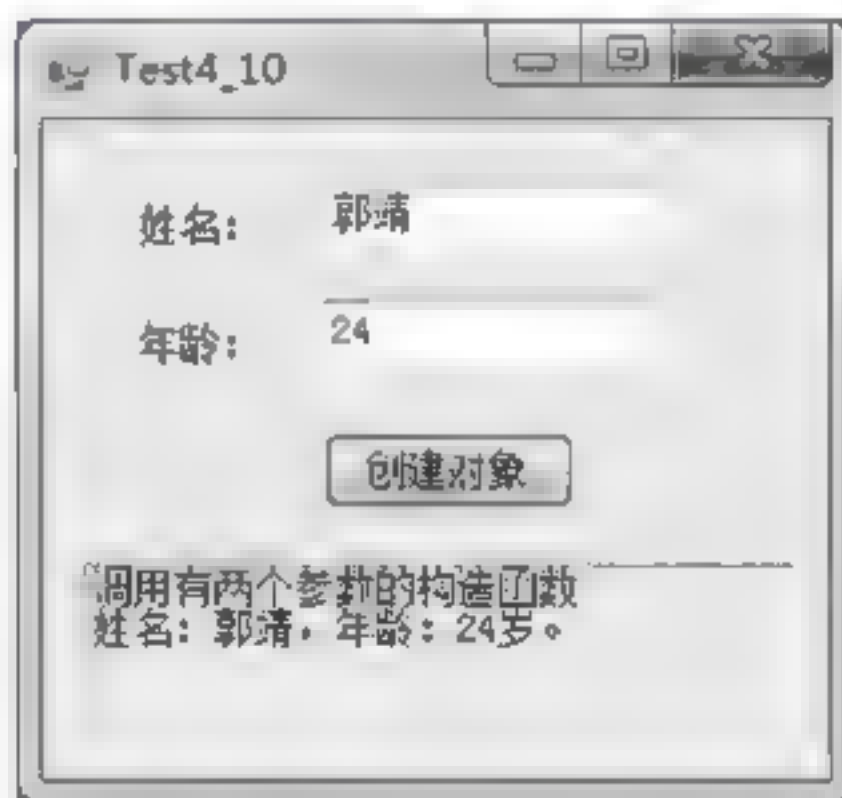 Test4_10
姓名: 郭靖
年龄: 24
创建对象
调用有两个参数的构造函数
姓名: 郭靖，年龄: 24岁。